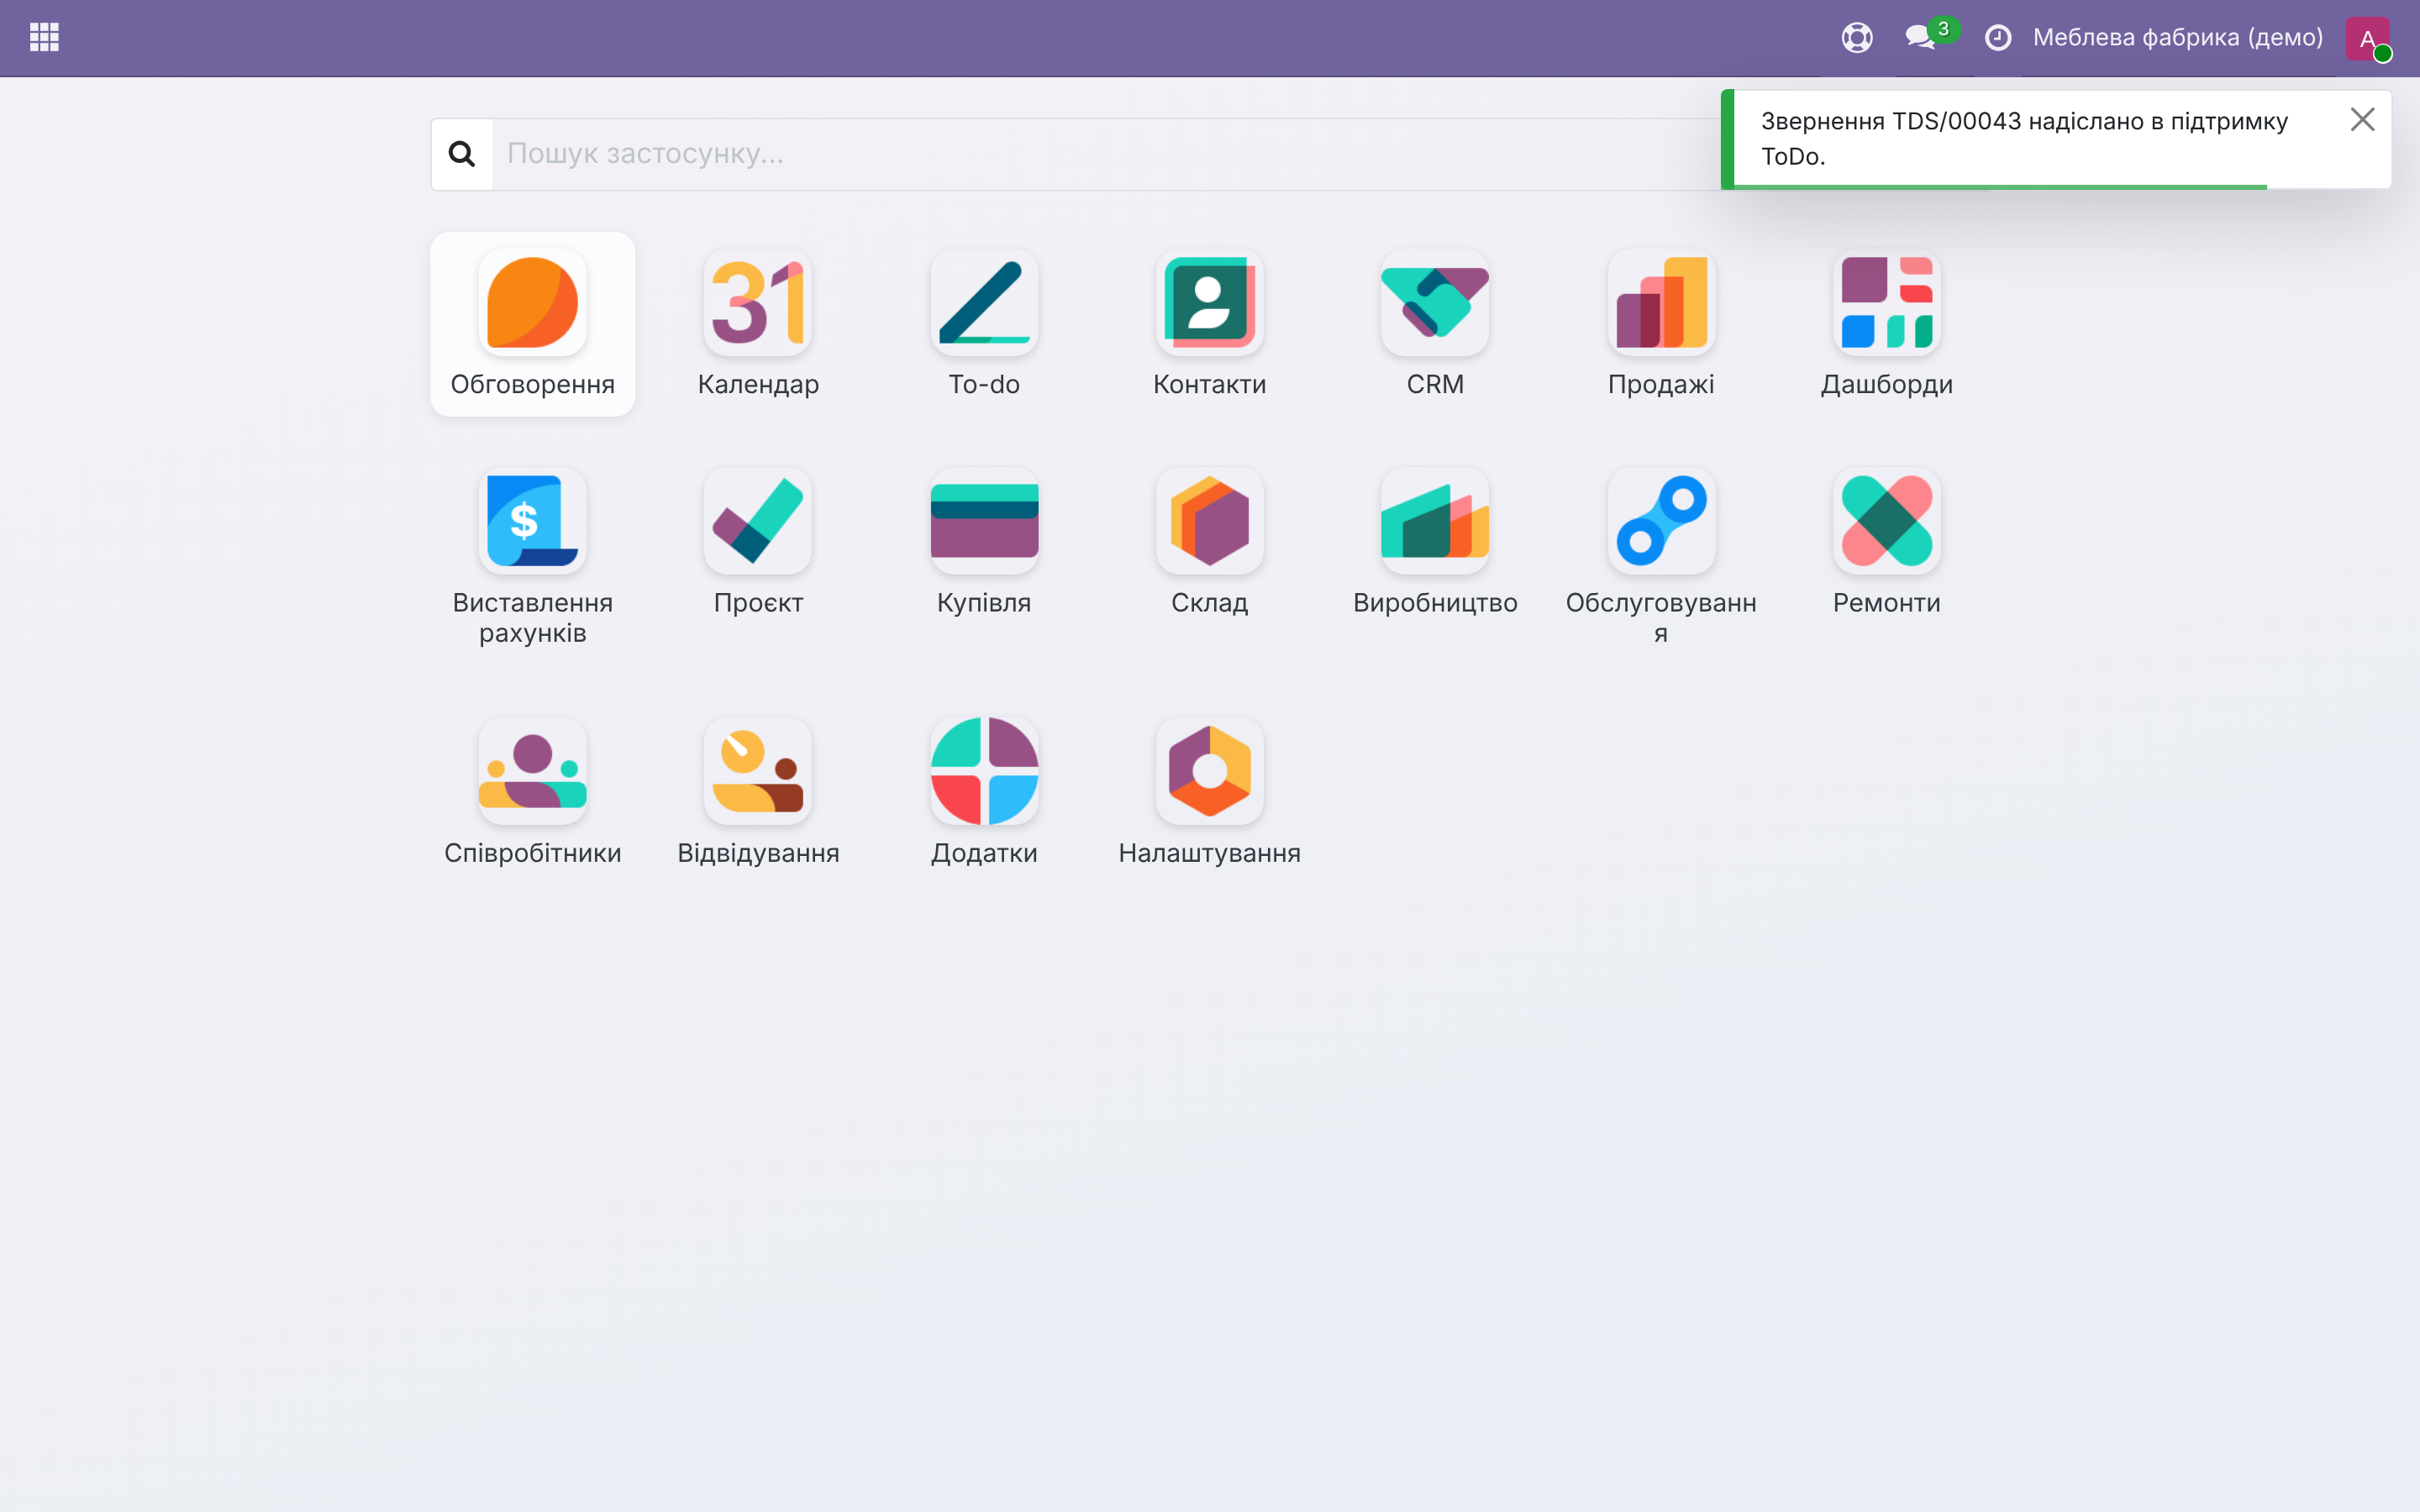 3
Меблева фабрика (демо)
A
Звернення TDS/00043 надіслано в підтримку
ToDo.
Пошук застосунку...
31
Обговорення
Календар
To-do
Контакти
CRM
Продажі
Дашборди
$
Виставлення
рахунків
Проєкт
Купівля
Склад
Виробництво
Обслуговуванн
я
Ремонти
Співробітники
Відвідування
Додатки
Налаштування